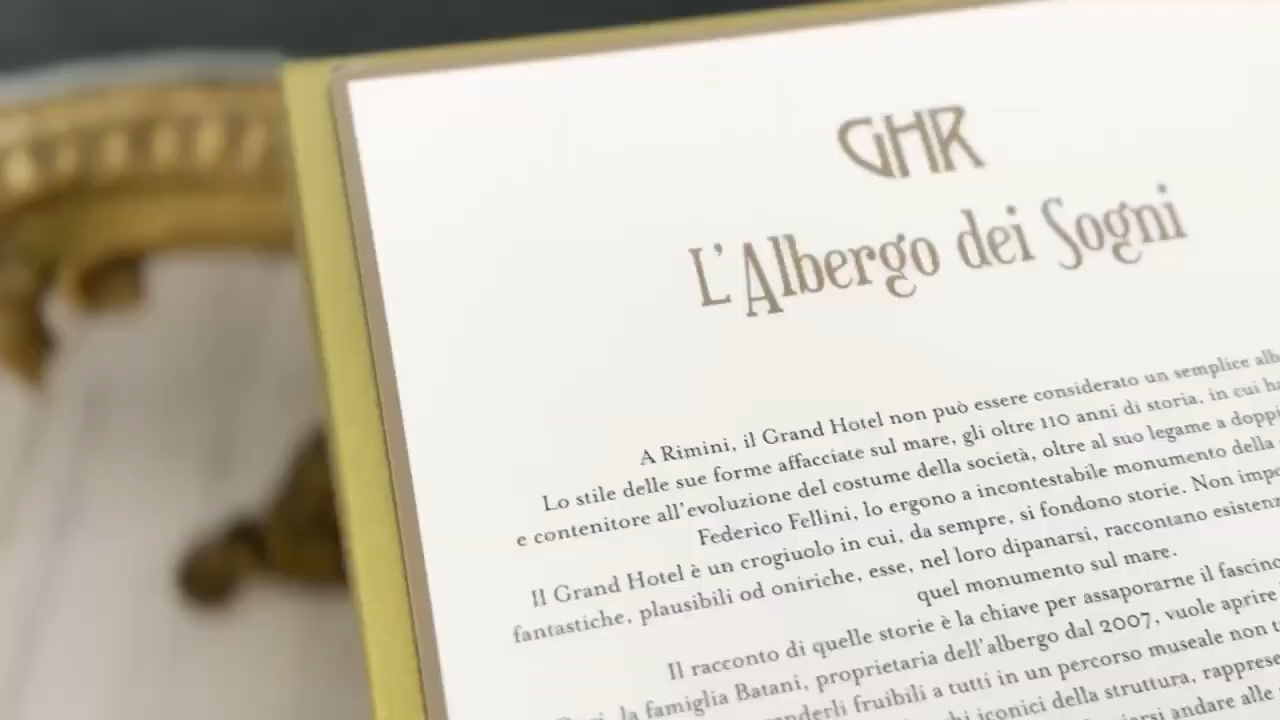 GHR
L'Albergo dei Sogni
A Rimini, il Grand Hotel non può essere considerato un semplice
Lo stile delle sue forme affacciate sul mare, gli oltre 110 anni di storia, in cui
e contenitore all'evoluzione del costume della società, oltre al suo legame a
Federico Fellini, lo ergono a incontestabile monumento della
Il Grand Hotel è un crogiuolo in cui, da sempre, si fondono storie. Non
fantastiche, plausibili od oniriche, esse, nel loro dipanarsi, raccontano
quel monumento sul mare.
Il racconto di quelle storie è la chiave per assaporarne il fascino
la famiglia Batani, proprietaria dell'albergo dal 2007, vuole aprire
fruibili a tutti in un percorso museale non
iconici della struttura,
andare alle